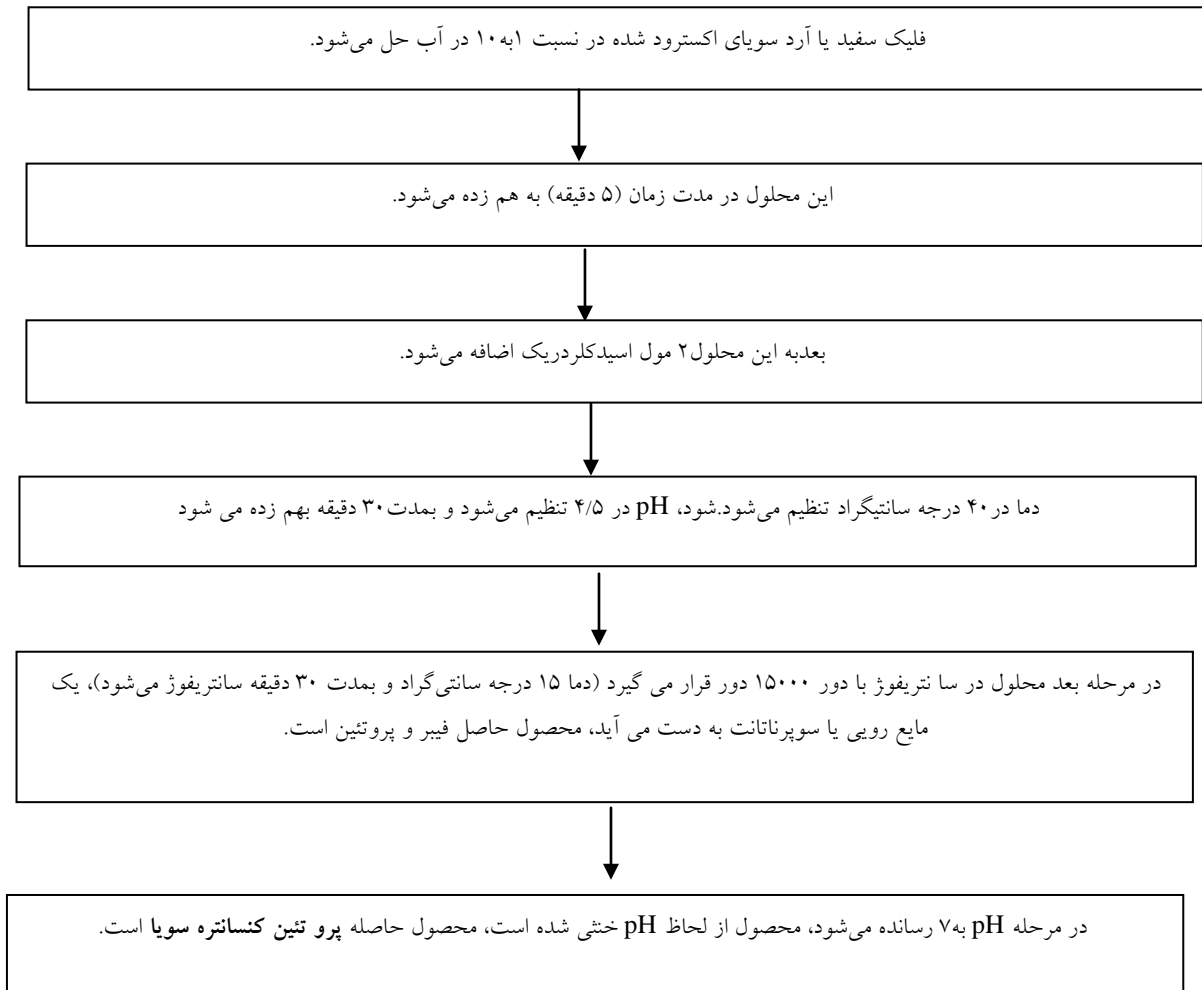 فلیک سفید یا آرد سویای اکسترود شده در نسبت ۱به۱۰ در آب حل می‌شود.
این محلول در مدت زمان (۵ دقیقه) به هم زده می‌شود.
بعدبه این محلول۲ مول اسیدکلردریک اضافه می‌شود.
دما در۴۰ درجه سانتیگراد تنظیم می‌شود.شود، pH در ۴/۵ تنظیم می‌شود و بمدت۳۰ دقیقه بهم زده می شود
در مرحله بعد محلول در سا نتریفوژ با دور ۱۵۰۰۰ دور قرار می گیرد (دما ۱۵ درجه سانتی‌گراد و بمدت ۳۰ دقیقه سانتریفوژ می‌شود)، یک
مایع رویی یا سوپرناتانت به دست می آید، محصول حاصل فیبر و پروتئین است.
در مرحله pH به۷ رسانده می‌شود، محصول از لحاظ pH خنثی شده است، محصول حاصله پرو تئین کنسانتره سویا است.